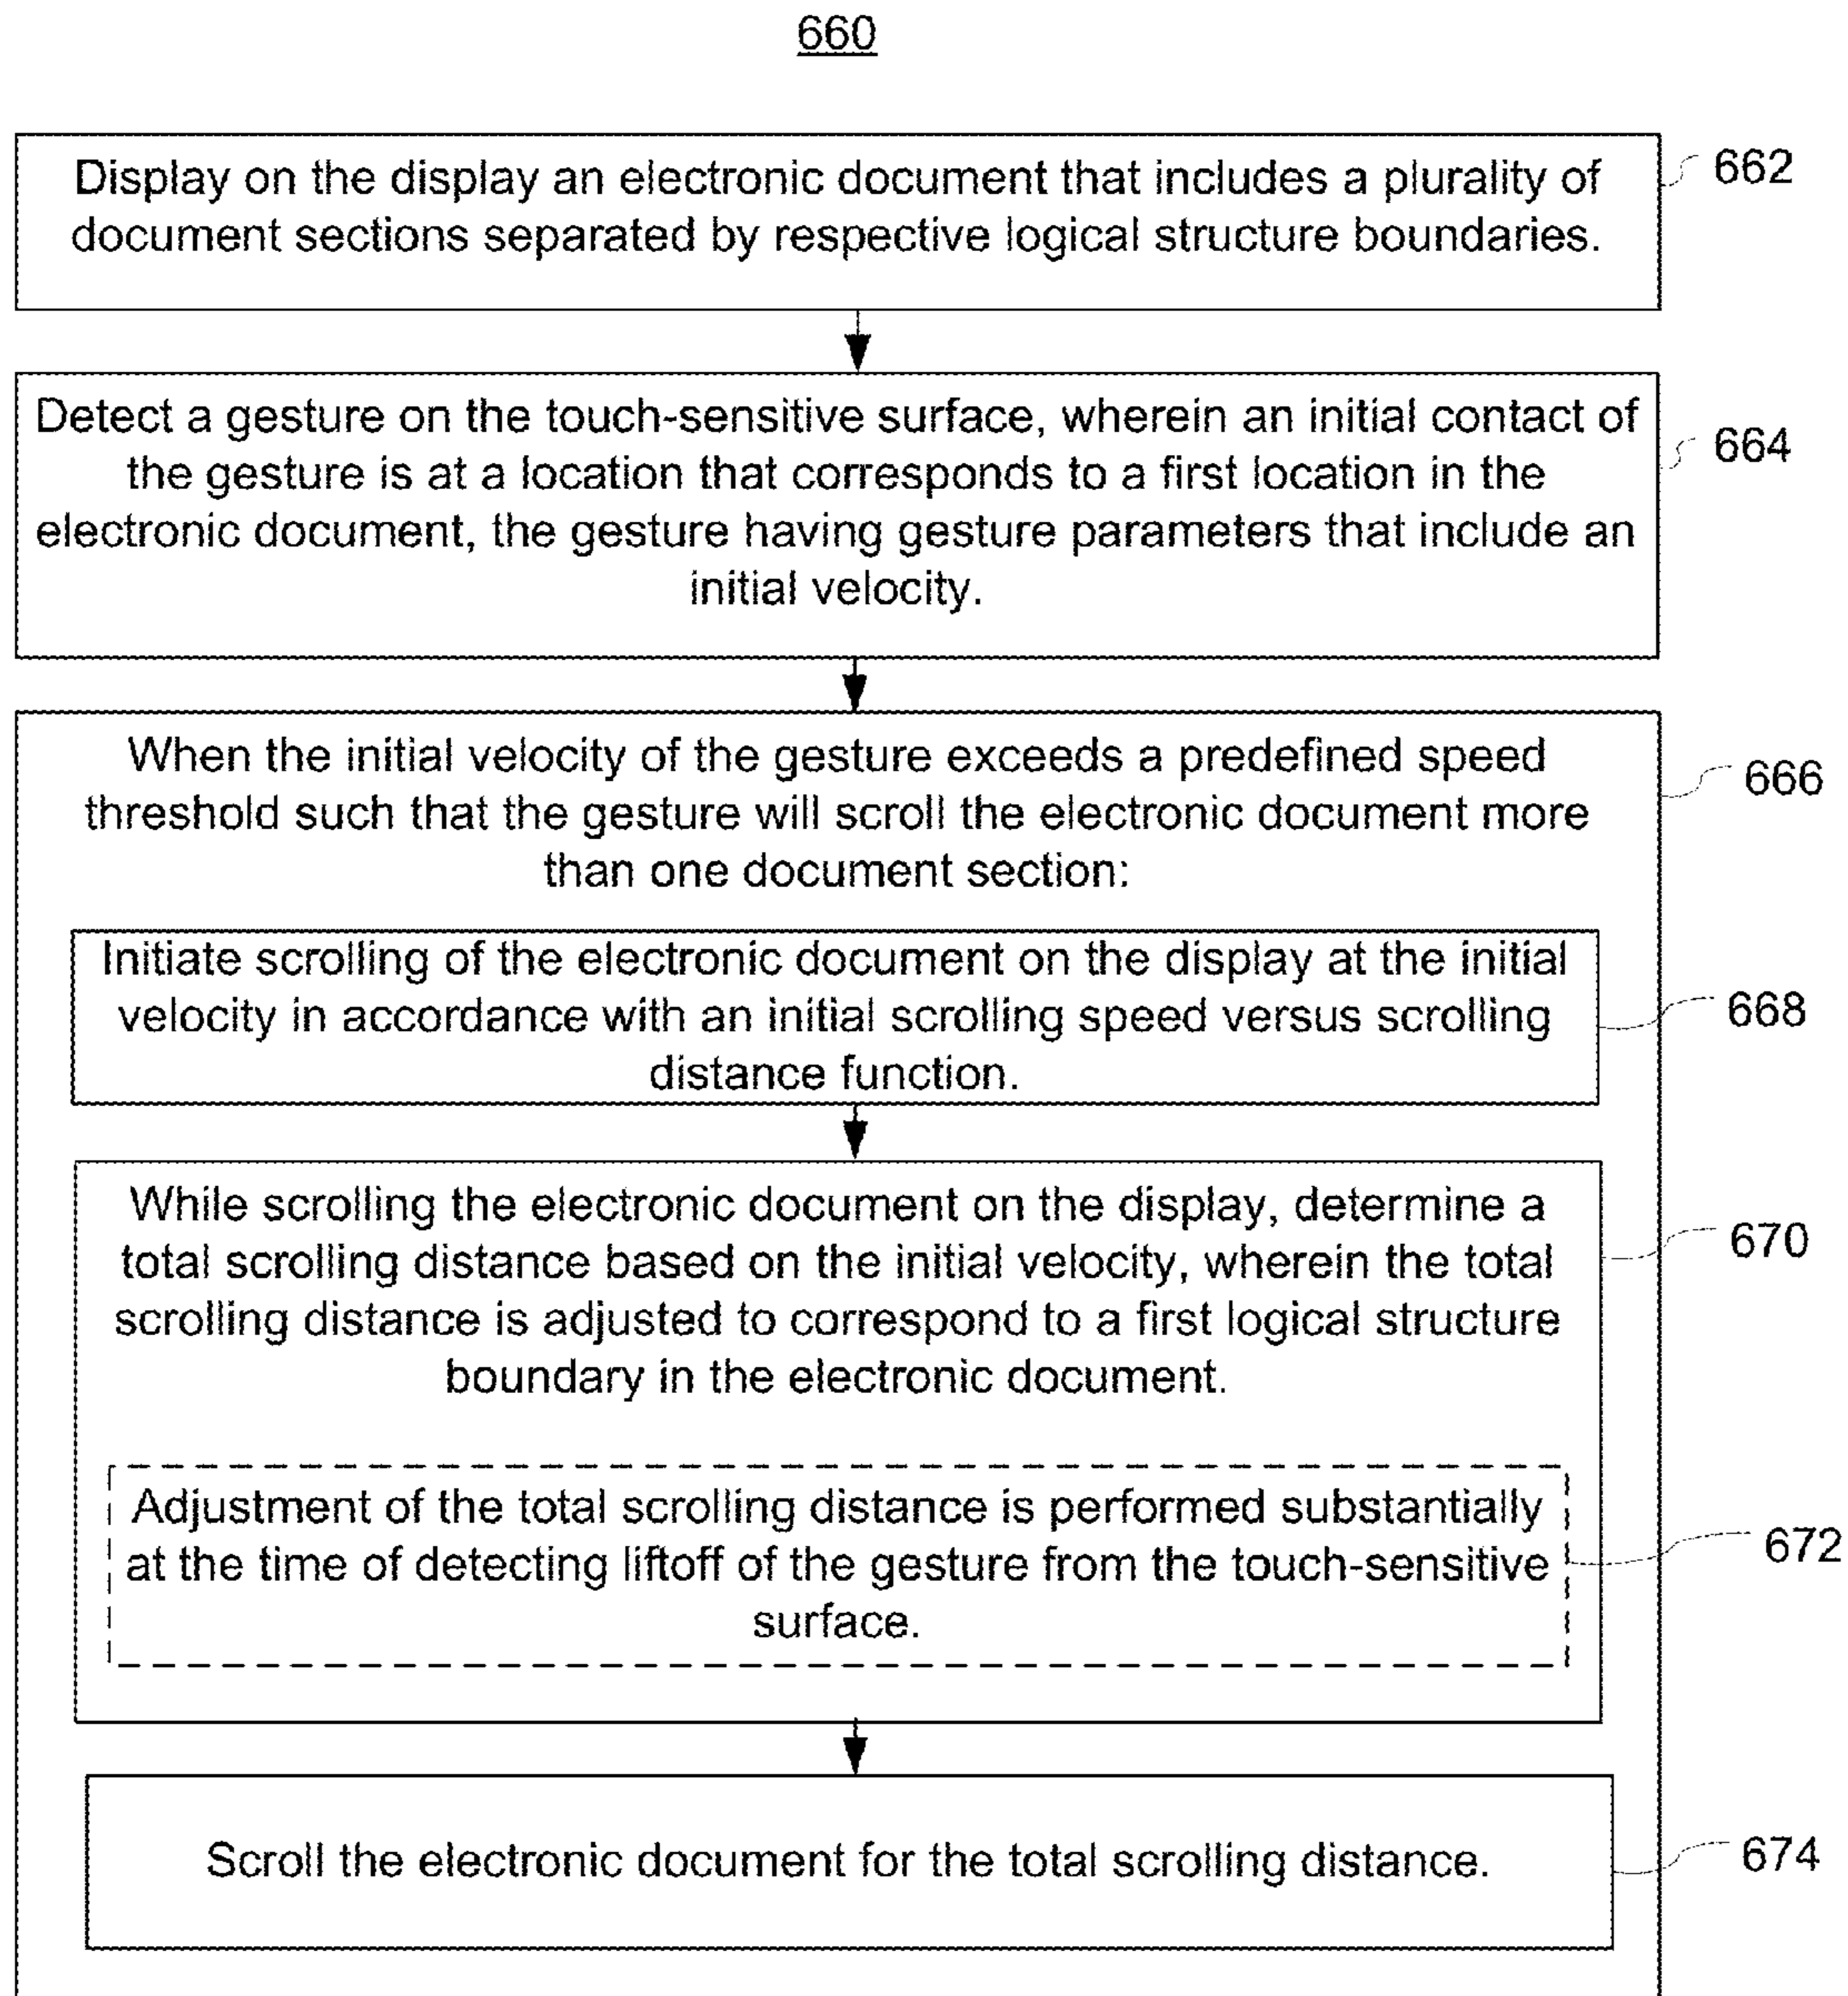 660
Display on the display an electronic document that includes a plurality of
document sections separated by respective logical structure boundaries.
662
Detect a gesture on the touch-sensitive surface, wherein an initial contact of
the gesture is at a location that corresponds to a first location in the
electronic document, the gesture having gesture parameters that include an
initial velocity.
664
When the initial velocity of the gesture exceeds a predefined speed
threshold such that the gesture will scroll the electronic document more
than one document section:
666
Initiate scrolling of the electronic document on the display at the initial
velocity in accordance with an initial scrolling speed versus scrolling
distance function.
668
While scrolling the electronic document on the display, determine a
total scrolling distance based on the initial velocity, wherein the total
scrolling distance is adjusted to correspond to a first logical structure
boundary in the electronic document.
670
Adjustment of the total scrolling distance is performed substantially
at the time of detecting liftoff of the gesture from the touch-sensitive
surface.
672
Scroll the electronic document for the total scrolling distance.
674